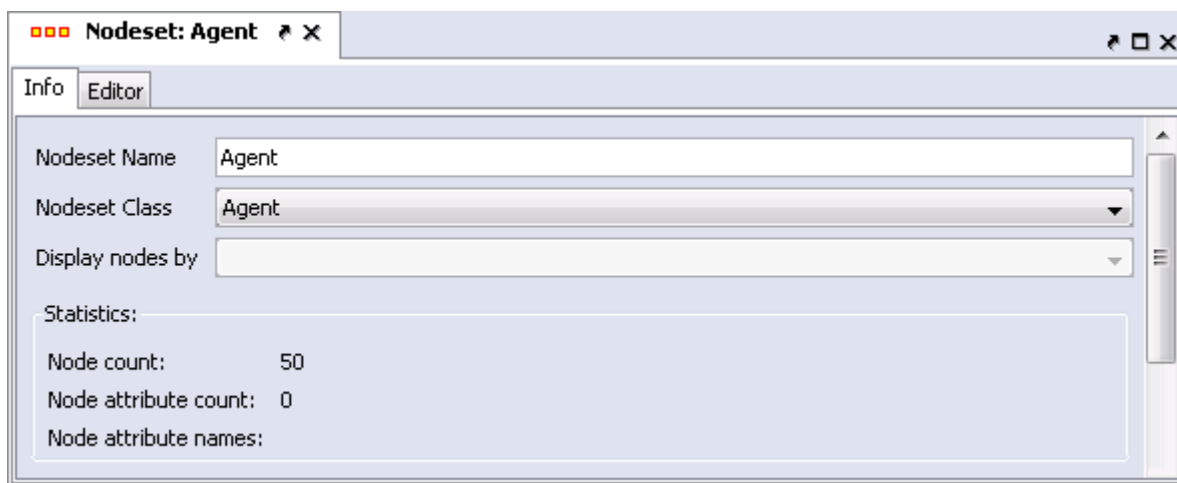 Nodeset: Agent
Info Editor
Nodeset Name Agent
Nodeset Class Agent
Display nodes by
Statistics:
Node count: 50
Node attribute count: 0
Node attribute names: